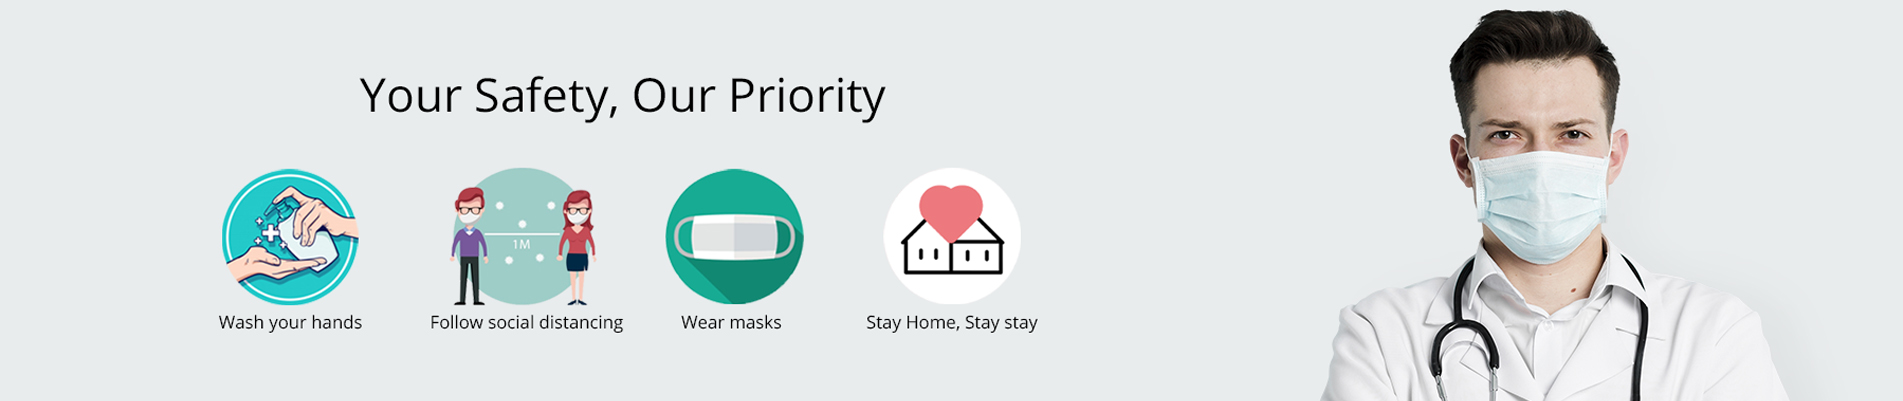 Your Safety, Our Priority
1M
Wash your hands
Follow social distancing
Wear masks
Stay Home, Stay stay